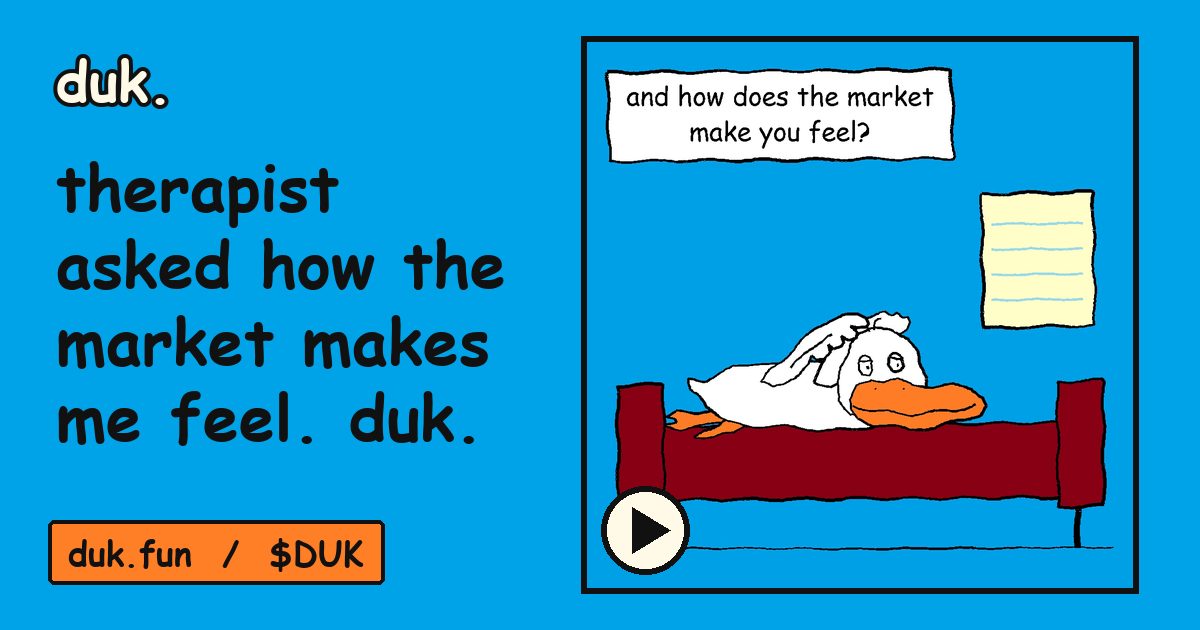 duk.
therapist
asked how the
market makes
me feel. duk.
duk.fun / $DUK
and how does the market
make you feel?